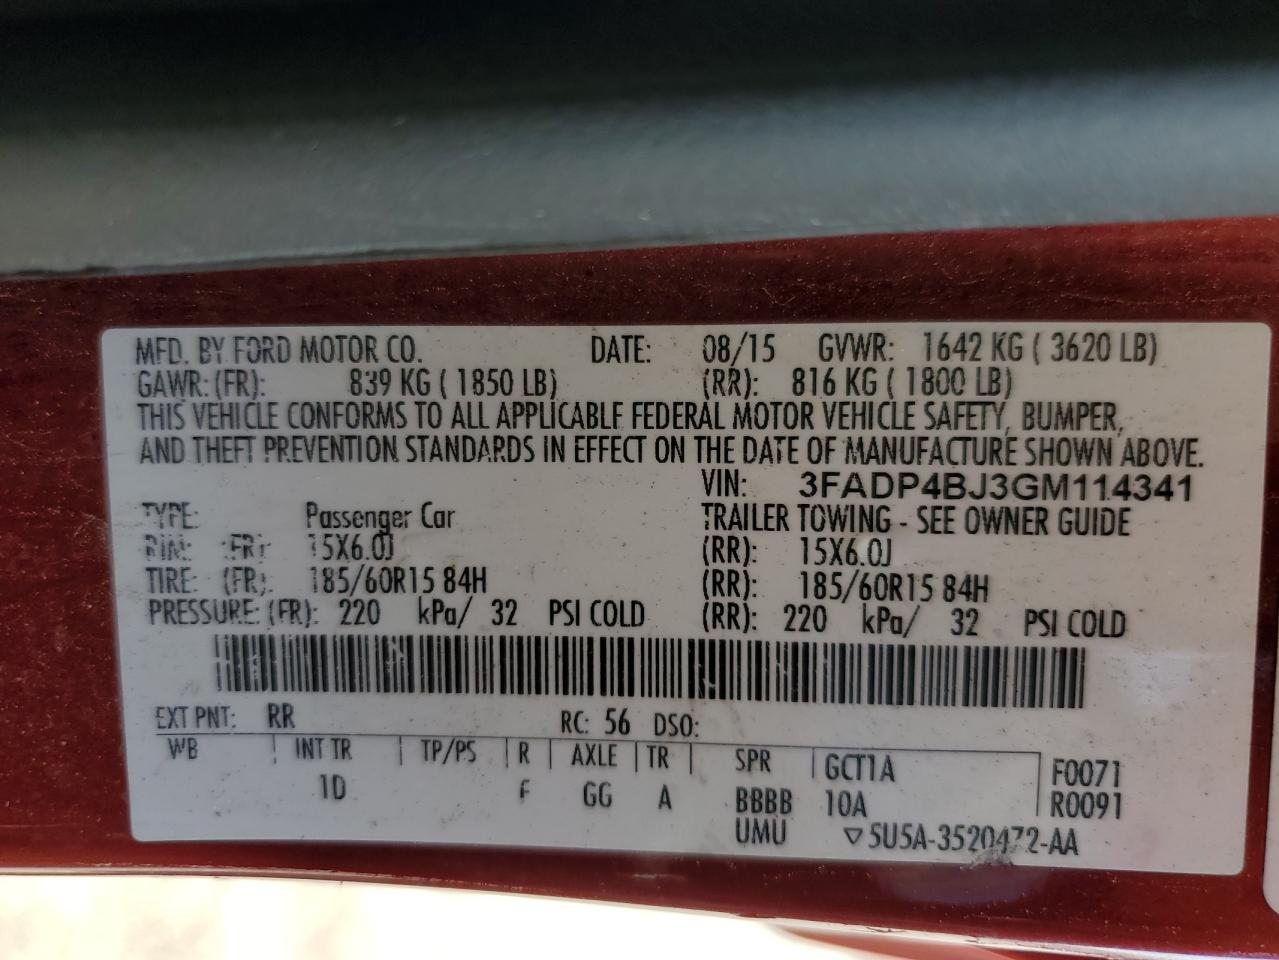 MFD. BY FORD MOTOR CO. DATE: 08/15 GVWR: 1642 KG ( 3620 LB)
GAWR: (FR): 839 KG ( 1850 LB) (RR): 816 KG ( 1800 LB)
THIS VEHICLE CONFORMS TO ALL APPLICABLE FEDERAL MOTOR VEHICLE SAFETY, BUMPER,
AND THEFT PREVENTION STANDARDS IN EFFECT ON THE DATE OF MANUFACTURE SHOWN ABOVE.
VIN: 3FADP4BJ3GM114341
TYPE: Passenger Car TRAILER TOWING - SEE OWNER GUIDE
RIM: (FR): 15X6.0J (RR): 15X6.0J
TIRE: (FR): 185/60R15 84H (RR): 185/60R15 84H
PRESSURE: (FR): 220 kPa/ 32 PSI COLD (RR): 220 kPa/ 32 PSI COLD
EXT PNT: RR RC: 56 DSO:
WB INT TR TP/PS R AXLE TR SPR GCT1A F0071
1D F GG A BBBB 10A R0091
UMU ▽5U5A-3520472-AA